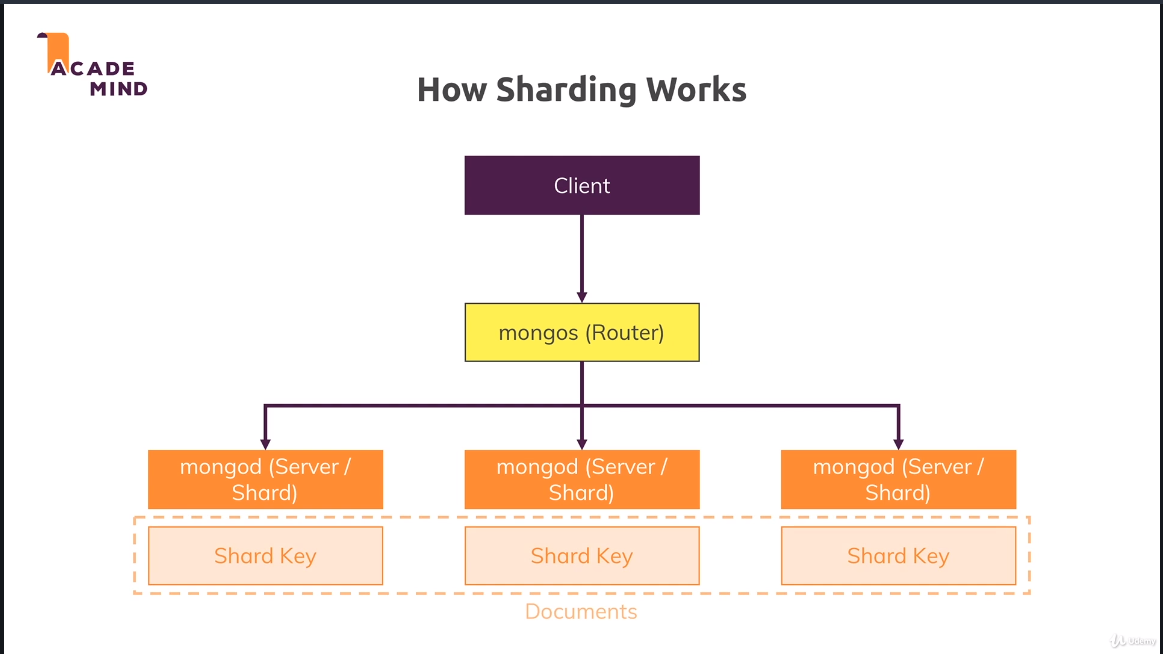 ACADE
MIND
How Sharding Works
Client
mongos (Router)
mongod (Server /
Shard)
mongod (Server /
Shard)
mongod (Server /
Shard)
Shard Key
Shard Key
Shard Key
Documents
Udemy